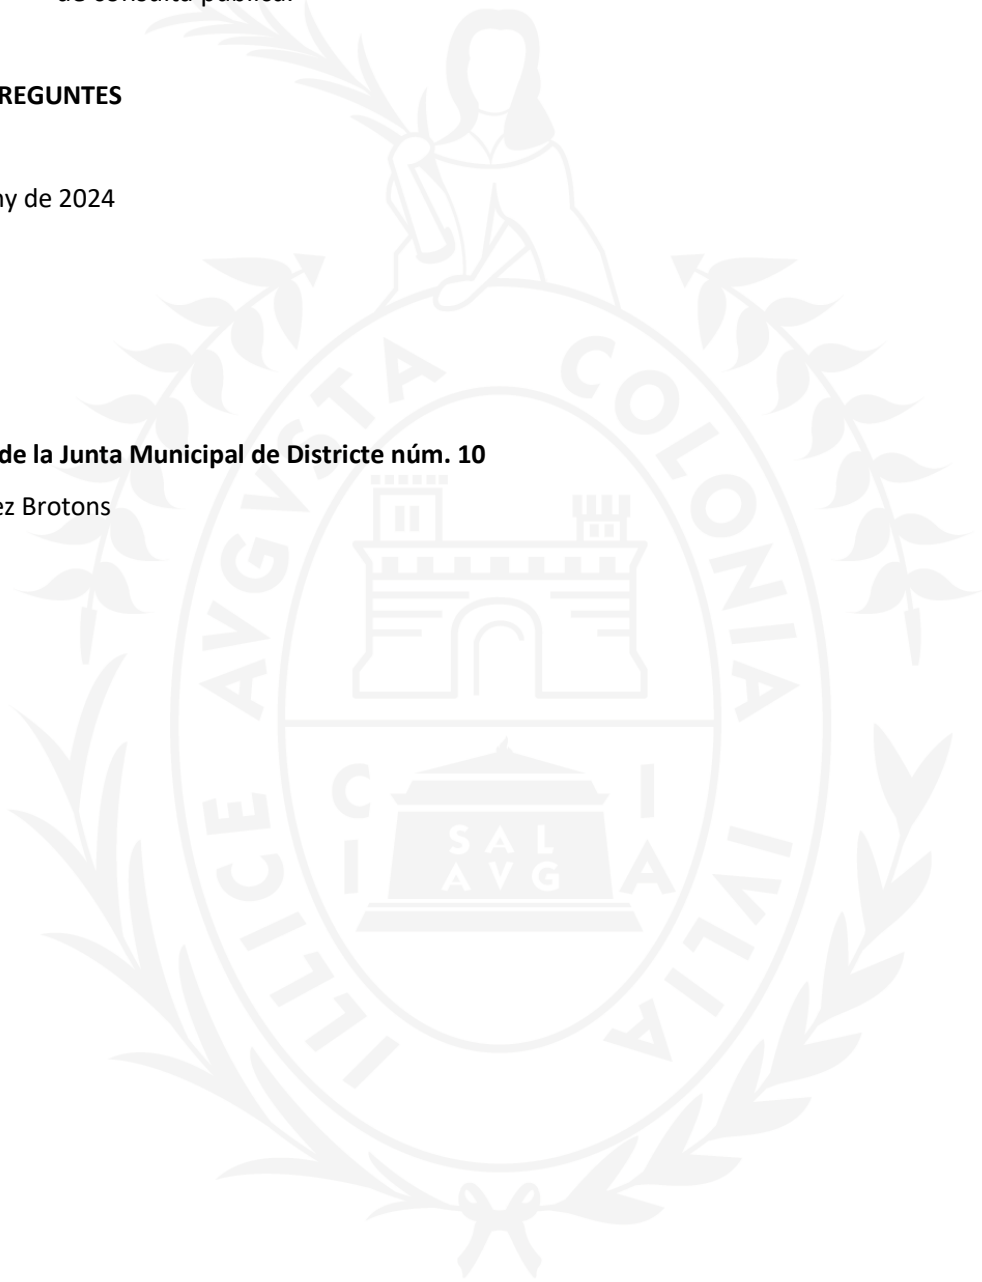 de consulta pública.
REGUNTES
ny de 2024
de la Junta Municipal de Districte núm. 10
ez Brotons
COLONIA IVLIA ILLICE AVGVSTA
C I
I A
SAL
AVG